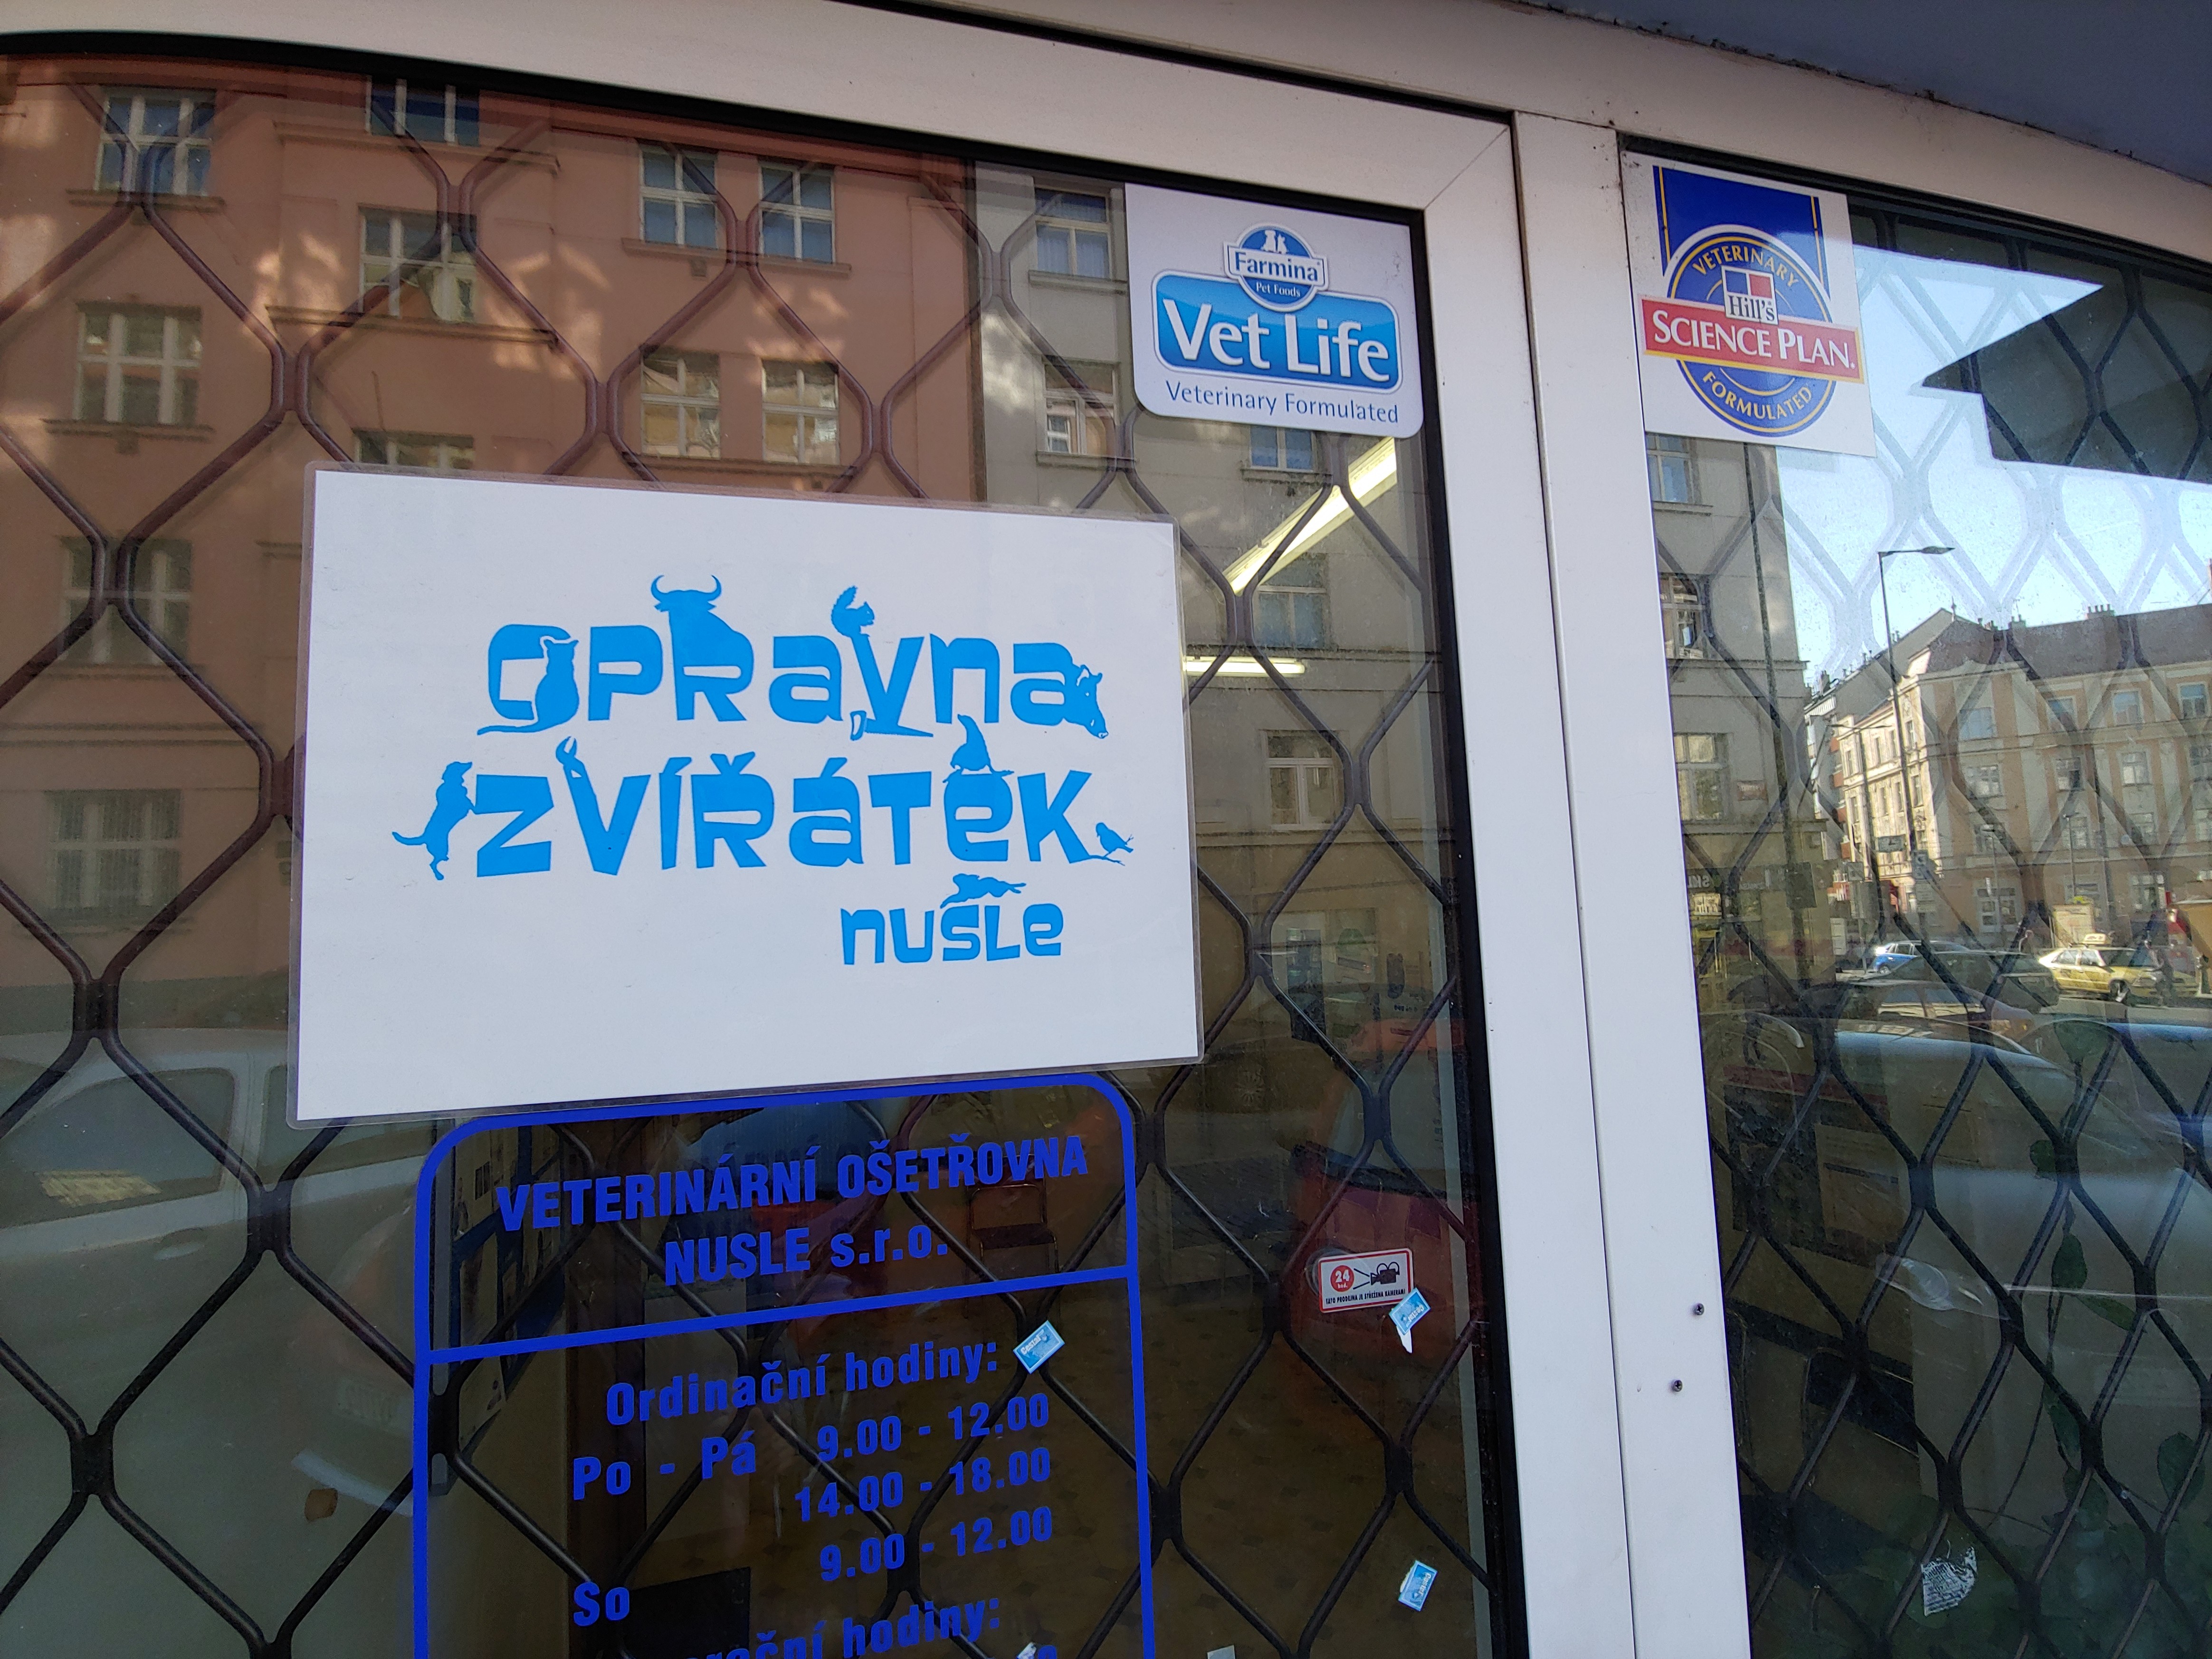 OPRAVNA
ZVÍŘÁTEK
NUSLE
Farmina
Pet Foods
Vet Life
Veterinary Formulated
VETERINARY
Hill's
SCIENCE PLAN.
FORMULATED
VETERINÁRNÍ OŠETŘOVNA
NUSLE s.r.o.
Ordinační hodiny:
Po - Pá 9.00 - 12.00
14.00 - 18.00
So 9.00 - 12.00
hodiny:
24